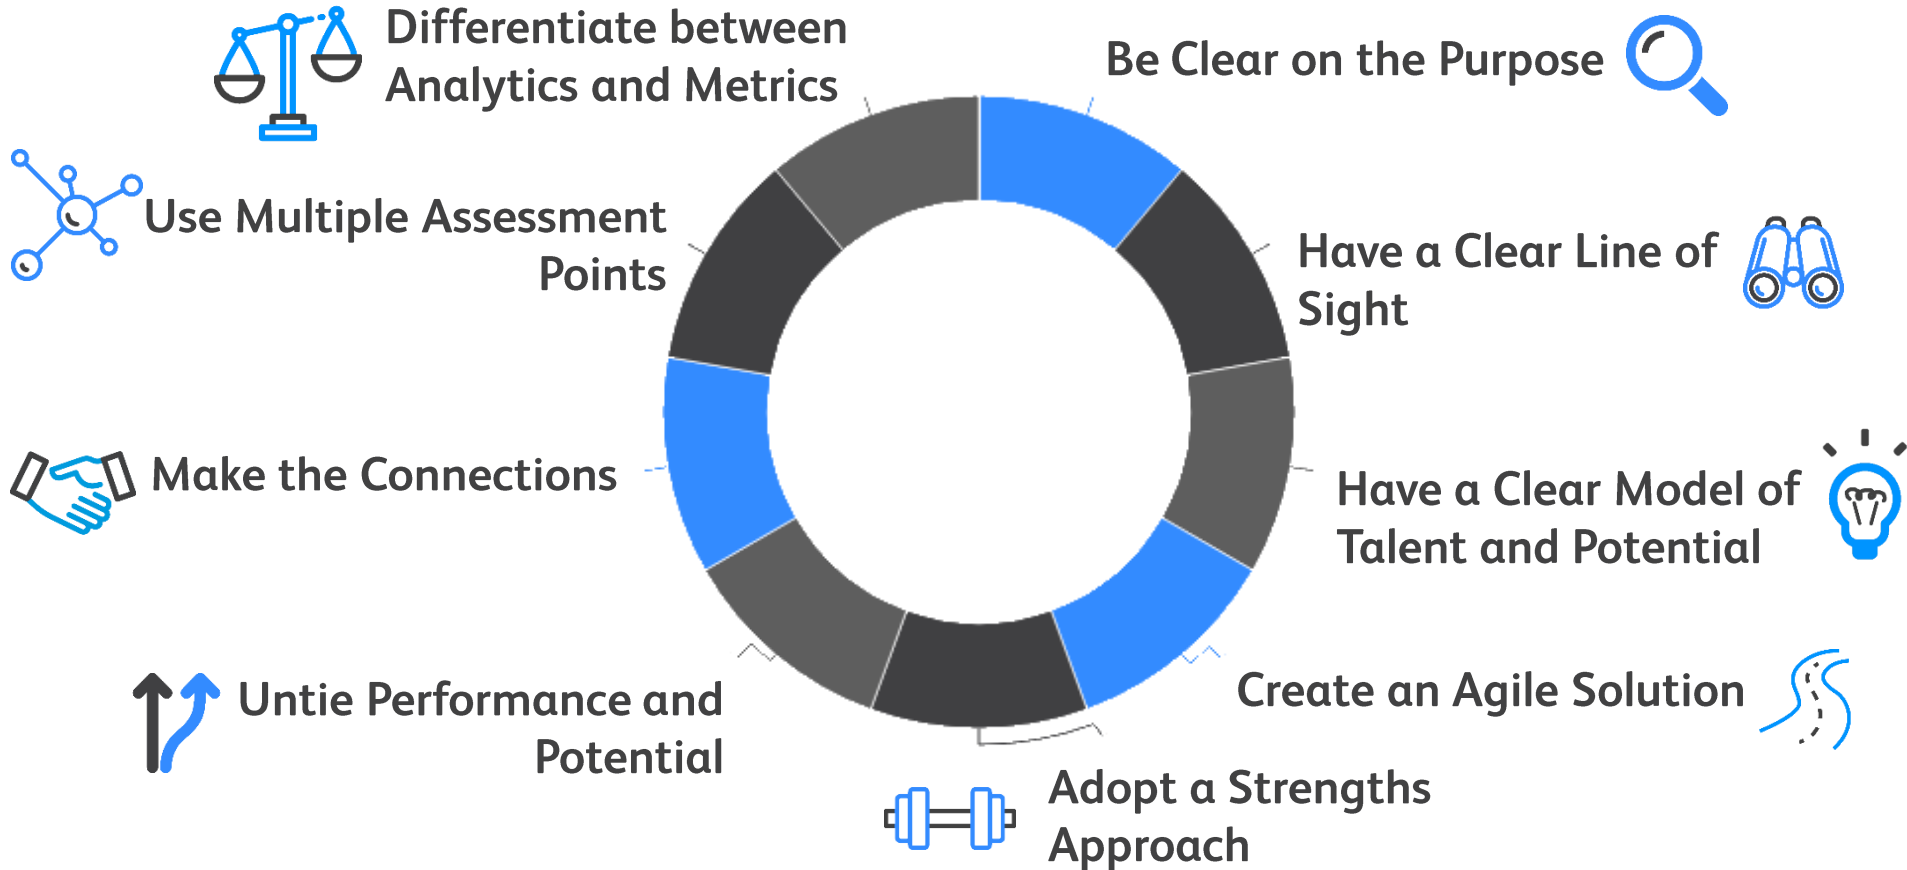 Differentiate between
Analytics and Metrics
Be Clear on the Purpose
Use Multiple Assessment
Points
Have a Clear Line of
Sight
Make the Connections
Have a Clear Model of
Talent and Potential
Untie Performance and
Potential
Create an Agile Solution
Adopt a Strengths
Approach